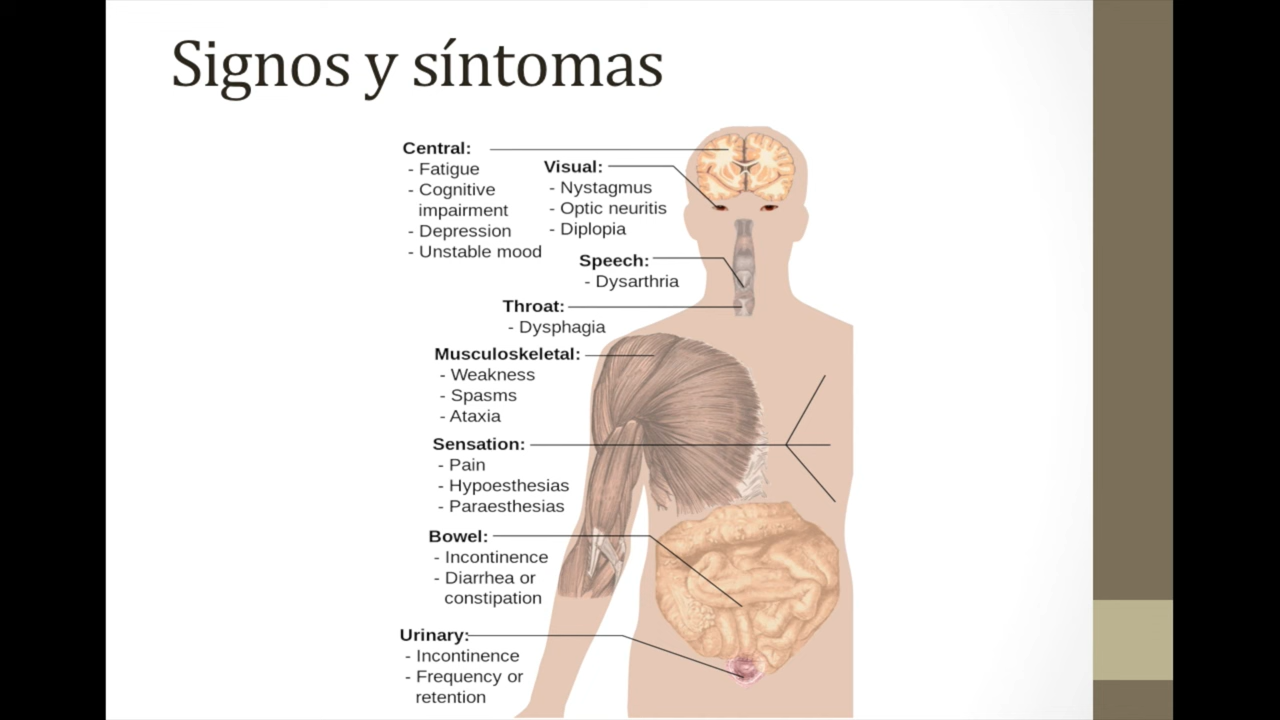 Signos y síntomas
Central:
- Fatigue
- Cognitive
impairment
- Depression
- Unstable mood
Visual:
- Nystagmus
- Optic neuritis
- Diplopia
Speech:
- Dysarthria
Throat:
- Dysphagia
Musculoskeletal:
- Weakness
- Spasms
- Ataxia
Sensation:
- Pain
- Hypoesthesias
- Paraesthesias
Bowel:
- Incontinence
- Diarrhea or
constipation
Urinary:
- Incontinence
- Frequency or
retention